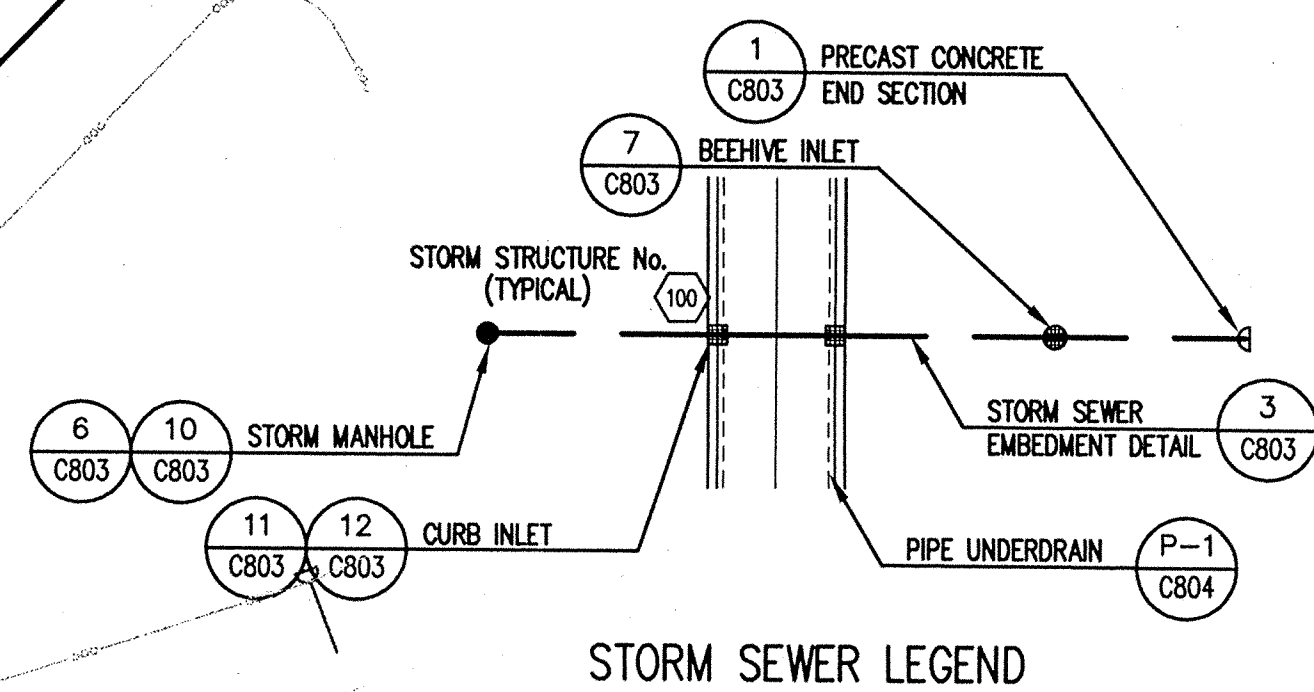 1
C803
PRECAST CONCRETE
END SECTION
7
C803
BEEHIVE INLET
STORM STRUCTURE No.
(TYPICAL)
100
6
C803
10
C803
STORM MANHOLE
STORM SEWER
EMBEDMENT DETAIL
3
C803
11
C803
12
C803
CURB INLET
PIPE UNDERDRAIN
P-1
C804
STORM SEWER LEGEND